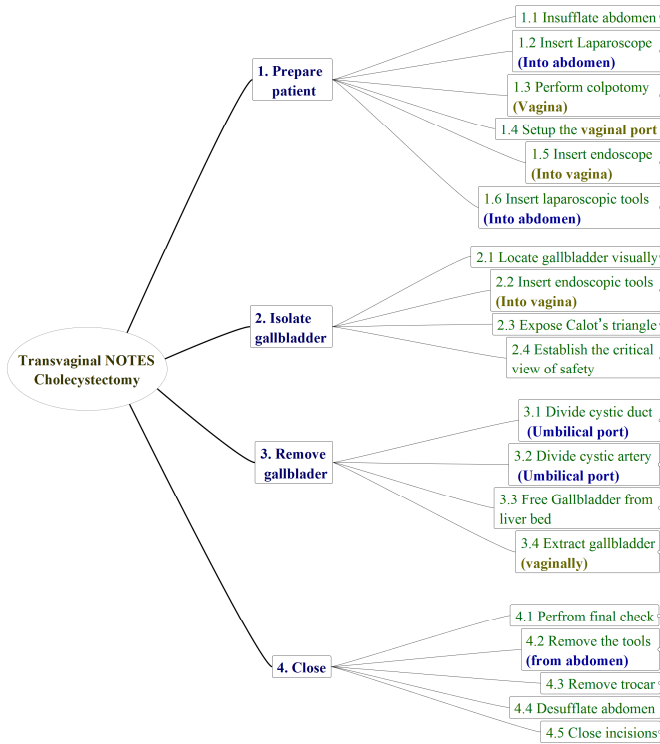 Transvaginal NOTES
Cholecystectomy
1. Prepare
patient
1.1 Insufflate abdomen
1.2 Insert Laparoscope
(Into abdomen)
1.3 Perform colpotomy
(Vagina)
1.4 Setup the vaginal port
1.5 Insert endoscope
(Into vagina)
1.6 Insert laparoscopic tools
(Into abdomen)
2. Isolate
gallbladder
2.1 Locate gallbladder visually
2.2 Insert endoscopic tools
(Into vagina)
2.3 Expose Calot's triangle
2.4 Establish the critical
view of safety
3. Remove
gallblader
3.1 Divide cystic duct
(Umbilical port)
3.2 Divide cystic artery
(Umbilical port)
3.3 Free Gallbladder from
liver bed
3.4 Extract gallbladder
(vaginally)
4. Close
4.1 Perfrom final check
4.2 Remove the tools
(from abdomen)
4.3 Remove trocar
4.4 Desufflate abdomen
4.5 Close incisions